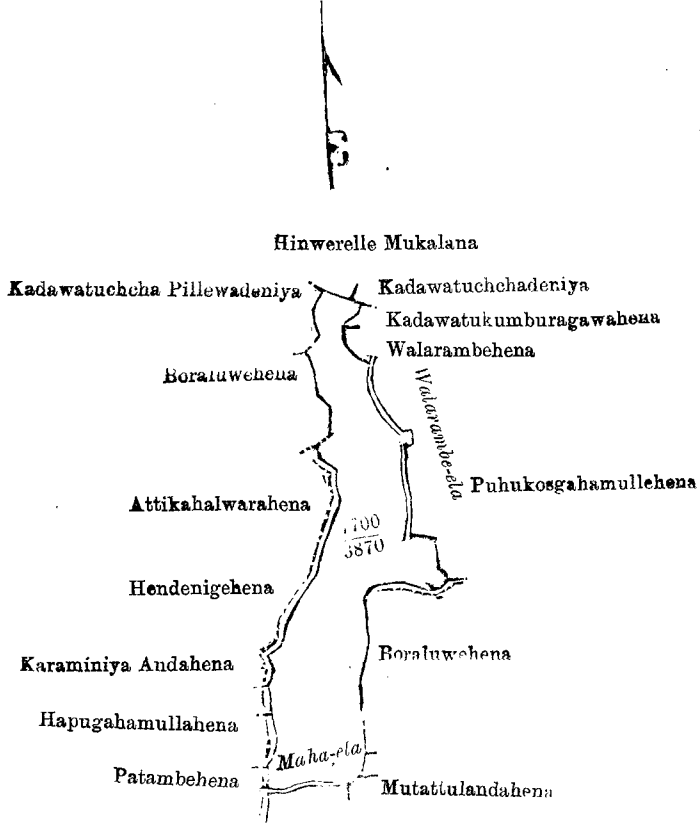 Hinwerelle Mukalana
Kadawatuchcha Pillewadeniya
Kadawatuchchadeniya
Kadawatukumburagawahena
Walarambehena
Boraluwehena
Walarambe-ela
Puhukosgahamullehena
Attikahalwarahena
3870
Hendenigehena
Boraluwehena
Karaminiya Andahena
Hapugahamullahena
Maha-ela
Patambehena
Mutattulandahena